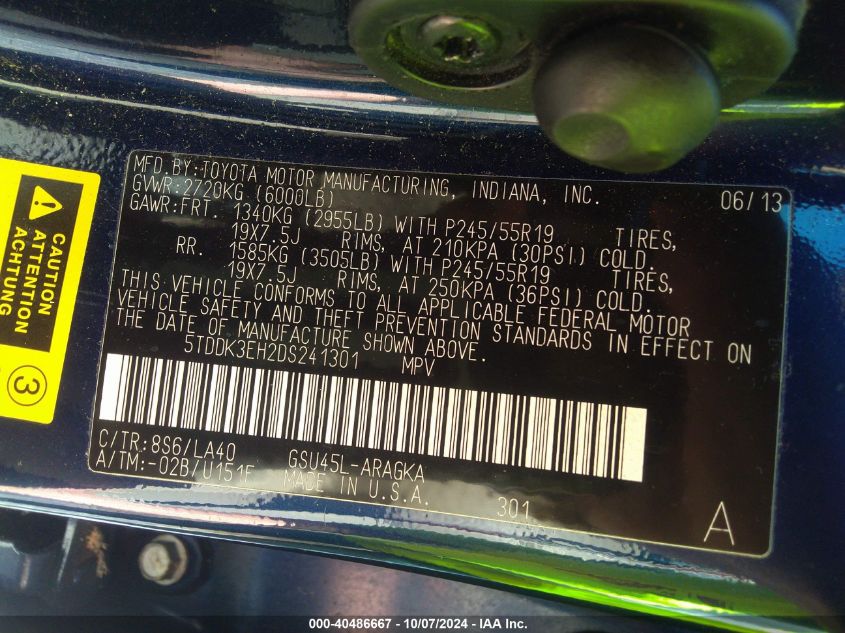 MFD.BY:TOYOTA MOTOR MANUFACTURING, INDIANA, INC. 06/13
GVWR:2720KG (6000LB)
GAWR:FRT. 1340KG (2955LB) WITH P245/55R19 TIRES,
19X7.5J RIMS, AT 210KPA (30PSI) COLD.
RR. 1585KG (3505LB) WITH P245/55R19 TIRES,
19X7.5J RIMS, AT 250KPA (36PSI) COLD.
THIS VEHICLE CONFORMS TO ALL APPLICABLE FEDERAL MOTOR
VEHICLE SAFETY AND THEFT PREVENTION STANDARDS IN EFFECT ON
THE DATE OF MANUFACTURE SHOWN ABOVE.
5TDDK3EH2DS241301 MPV
C/TR:8S6/LA40 GSU45L-ARAGKA
A/TM:-02B/U151F MADE IN U.S.A. 301 A
CAUTION
ATTENTION
ACHTUNG
3
000-40486667 - 10/07/2024 - IAA Inc.